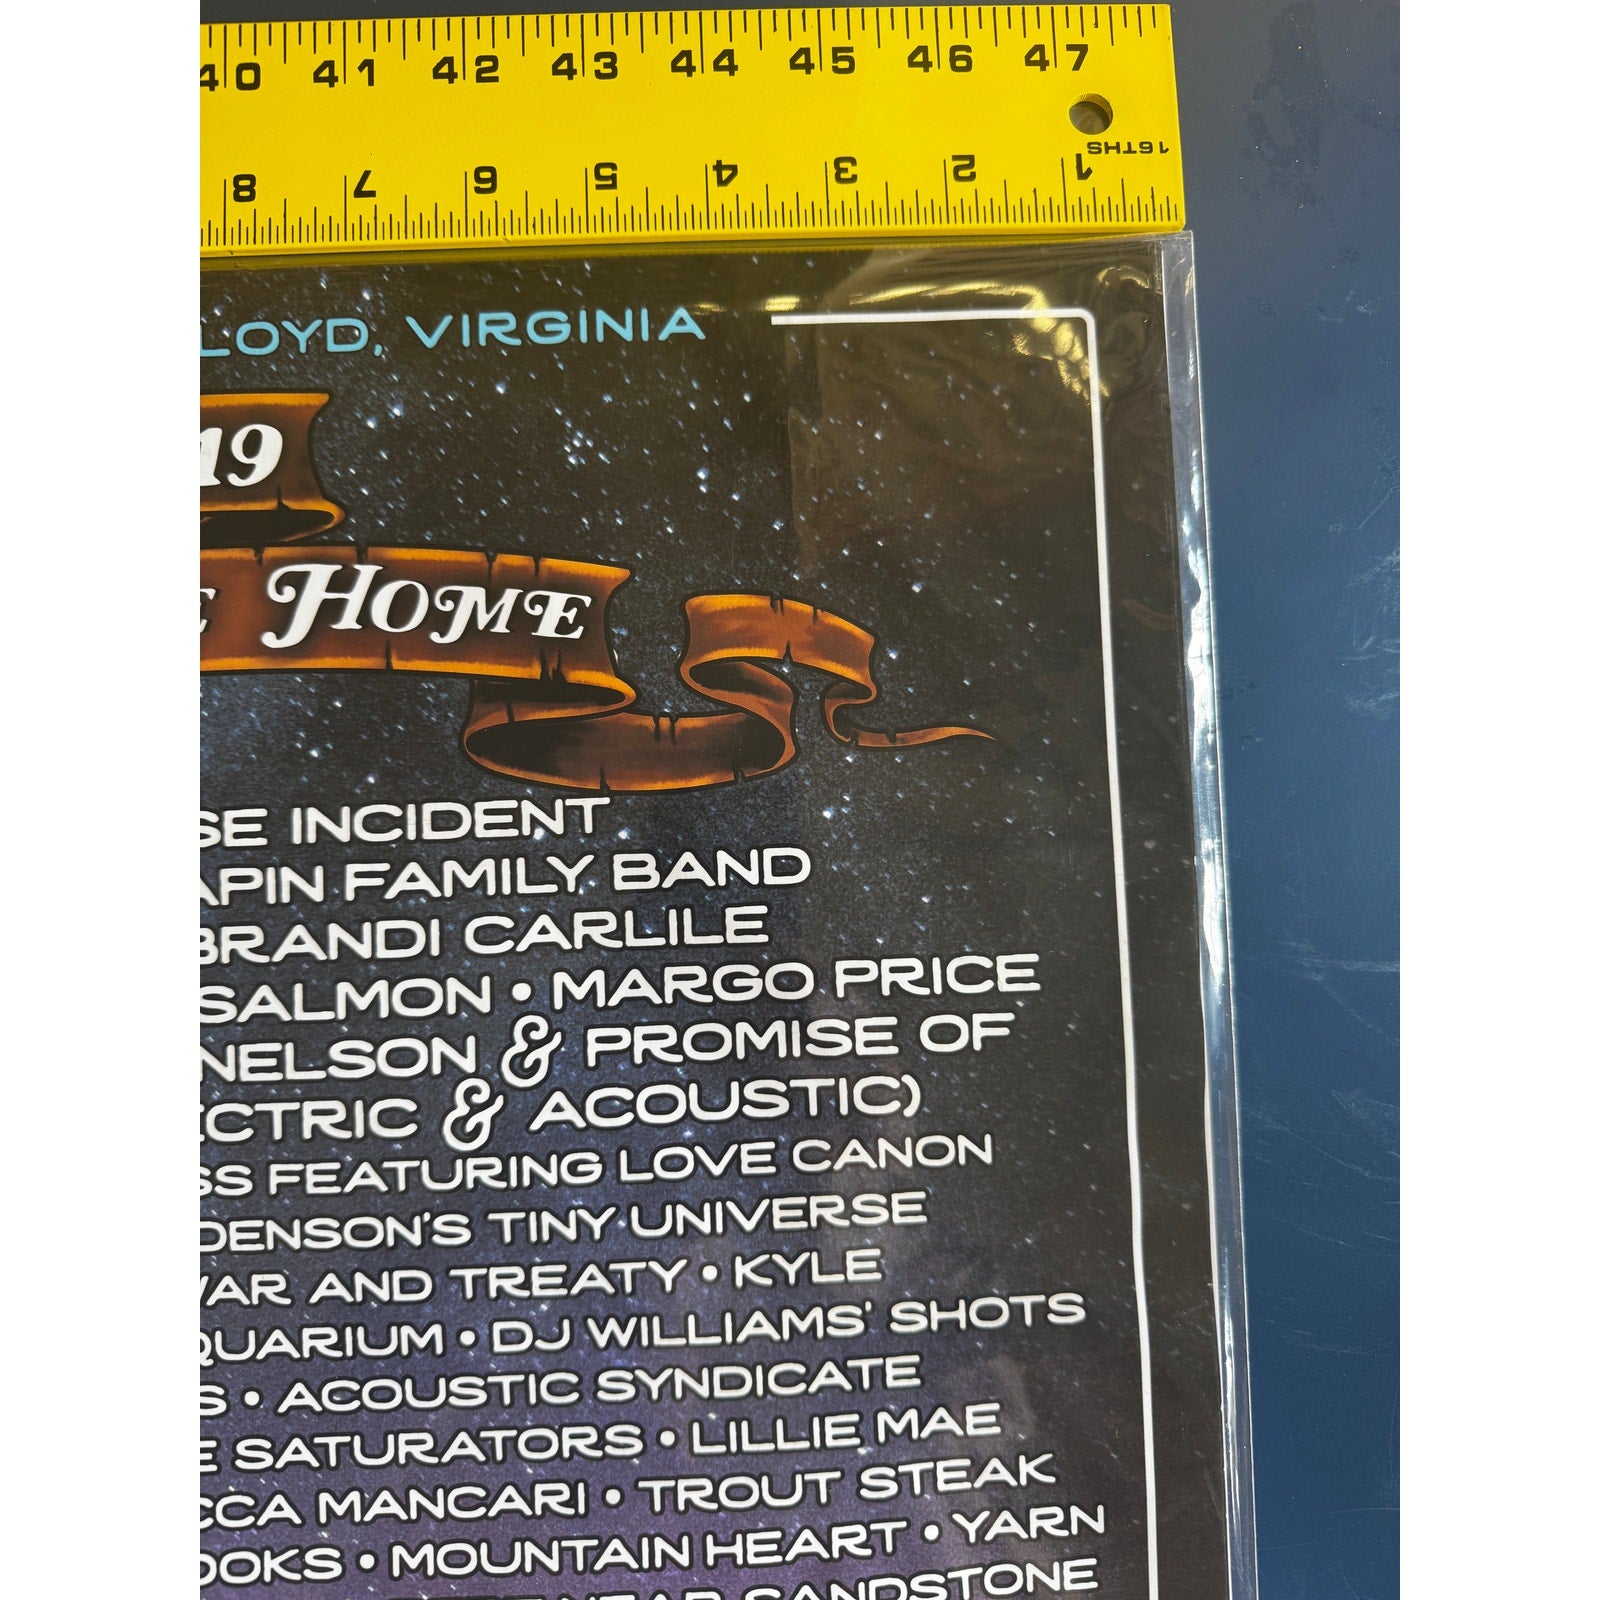 40 41 42 43 44 45 46 47
16THS
8 7 6 5 4 3 2 1
LOYD, VIRGINIA
19
E HOME
SE INCIDENT
APIN FAMILY BAND
BRANDI CARLILE
SALMON • MARGO PRICE
NELSON & PROMISE OF
ECTRIC & ACOUSTIC)
SS FEATURING LOVE CANON
DENSON'S TINY UNIVERSE
WAR AND TREATY • KYLE
QUARIUM • DJ WILLIAMS' SHOTS
S • ACOUSTIC SYNDICATE
E SATURATORS • LILLIE MAE
CCA MANCARI • TROUT STEAK
OOKS • MOUNTAIN HEART • YARN
SANDSTONE